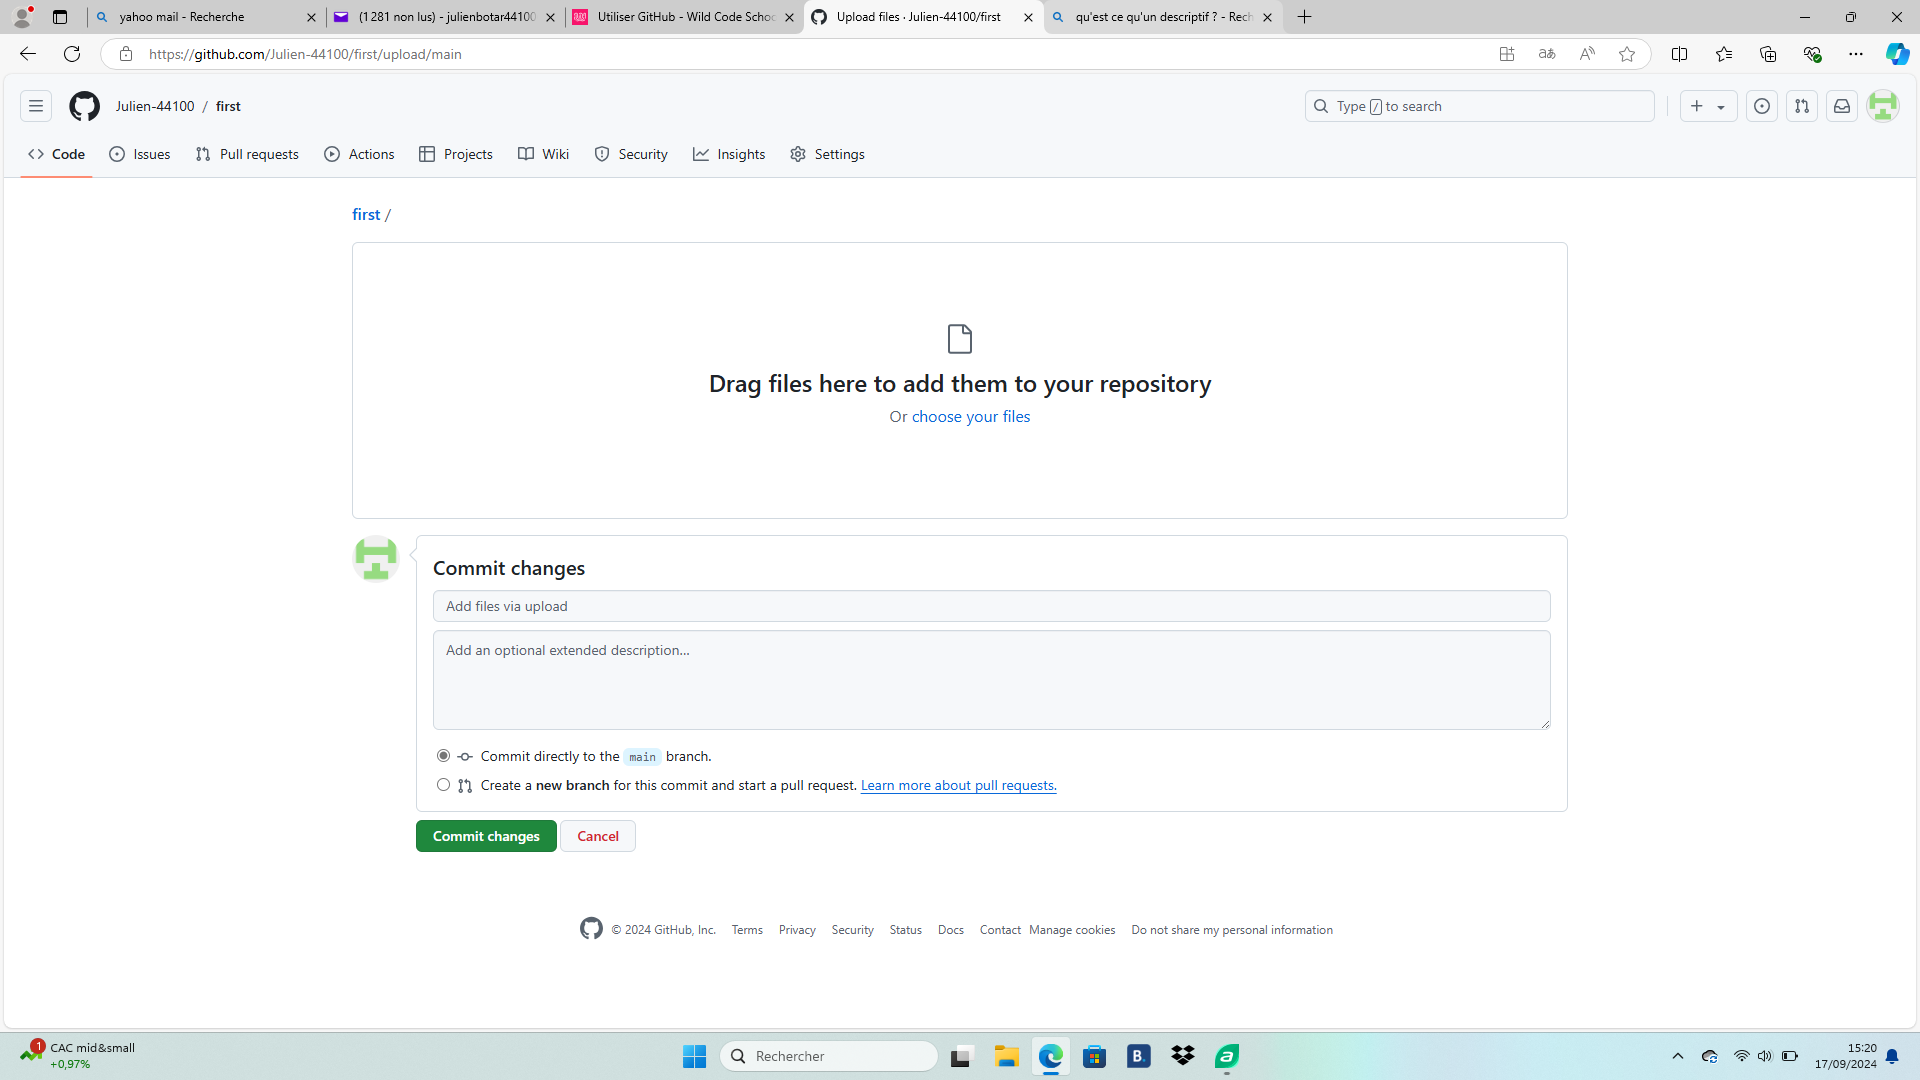 yahoo mail - Recherche
(1 281 non lus) - julienbotar44100
Utiliser GitHub - Wild Code Schoo
Upload files · Julien-44100/first
qu'est ce qu'un descriptif ? - Rech
https://github.com/Julien-44100/first/upload/main
Julien-44100 / first
Type / to search
Code
Issues
Pull requests
Actions
Projects
Wiki
Security
Insights
Settings
first /
Drag files here to add them to your repository
Or choose your files
Commit changes
Add files via upload
Add an optional extended description...
Commit directly to the main branch.
Create a new branch for this commit and start a pull request. Learn more about pull requests.
Commit changes
Cancel
© 2024 GitHub, Inc.
Terms
Privacy
Security
Status
Docs
Contact
Manage cookies
Do not share my personal information
1
CAC mid&small
+0,97%
Rechercher
B.
15:20
17/09/2024